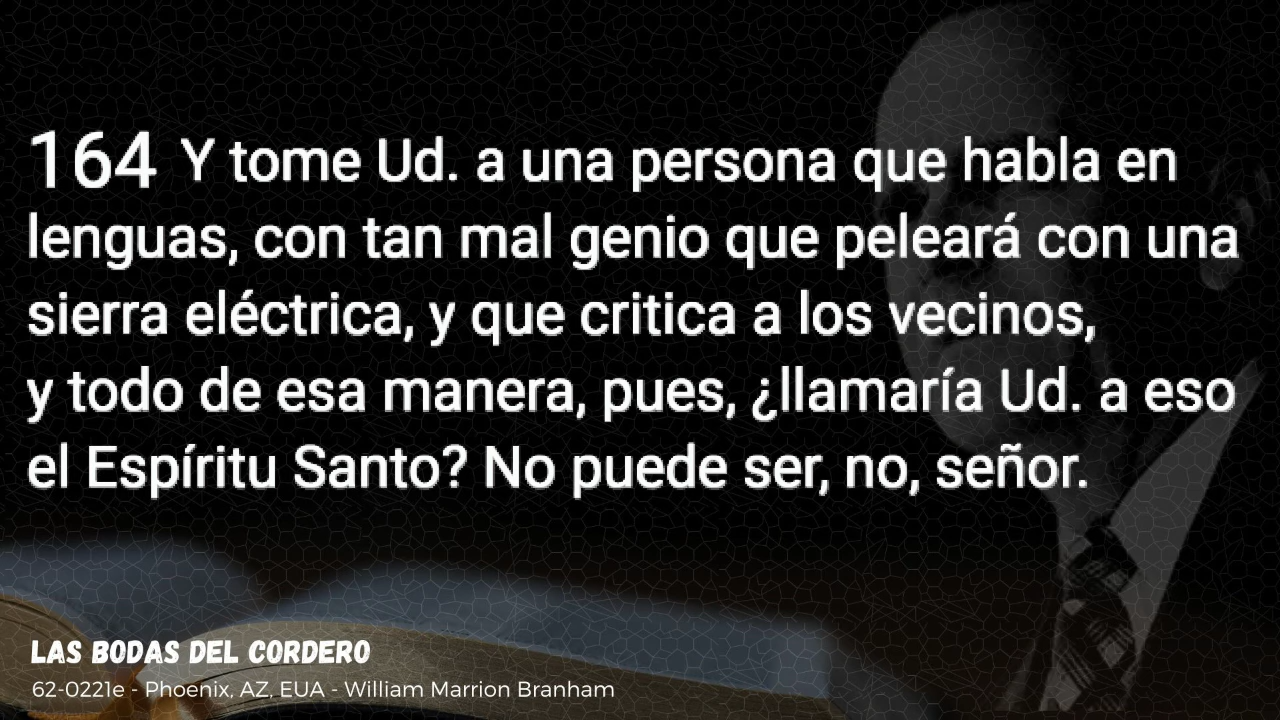 164 Y tome Ud. a una persona que habla en
lenguas, con tan mal genio que peleará con una
sierra eléctrica, y que critica a los vecinos,
y todo de esa manera, pues, ¿llamaría Ud. a eso
el Espíritu Santo? No puede ser, no, señor.
LAS BODAS DEL CORDERO
62-0221e - Phoenix, AZ, EUA - William Marrion Branham